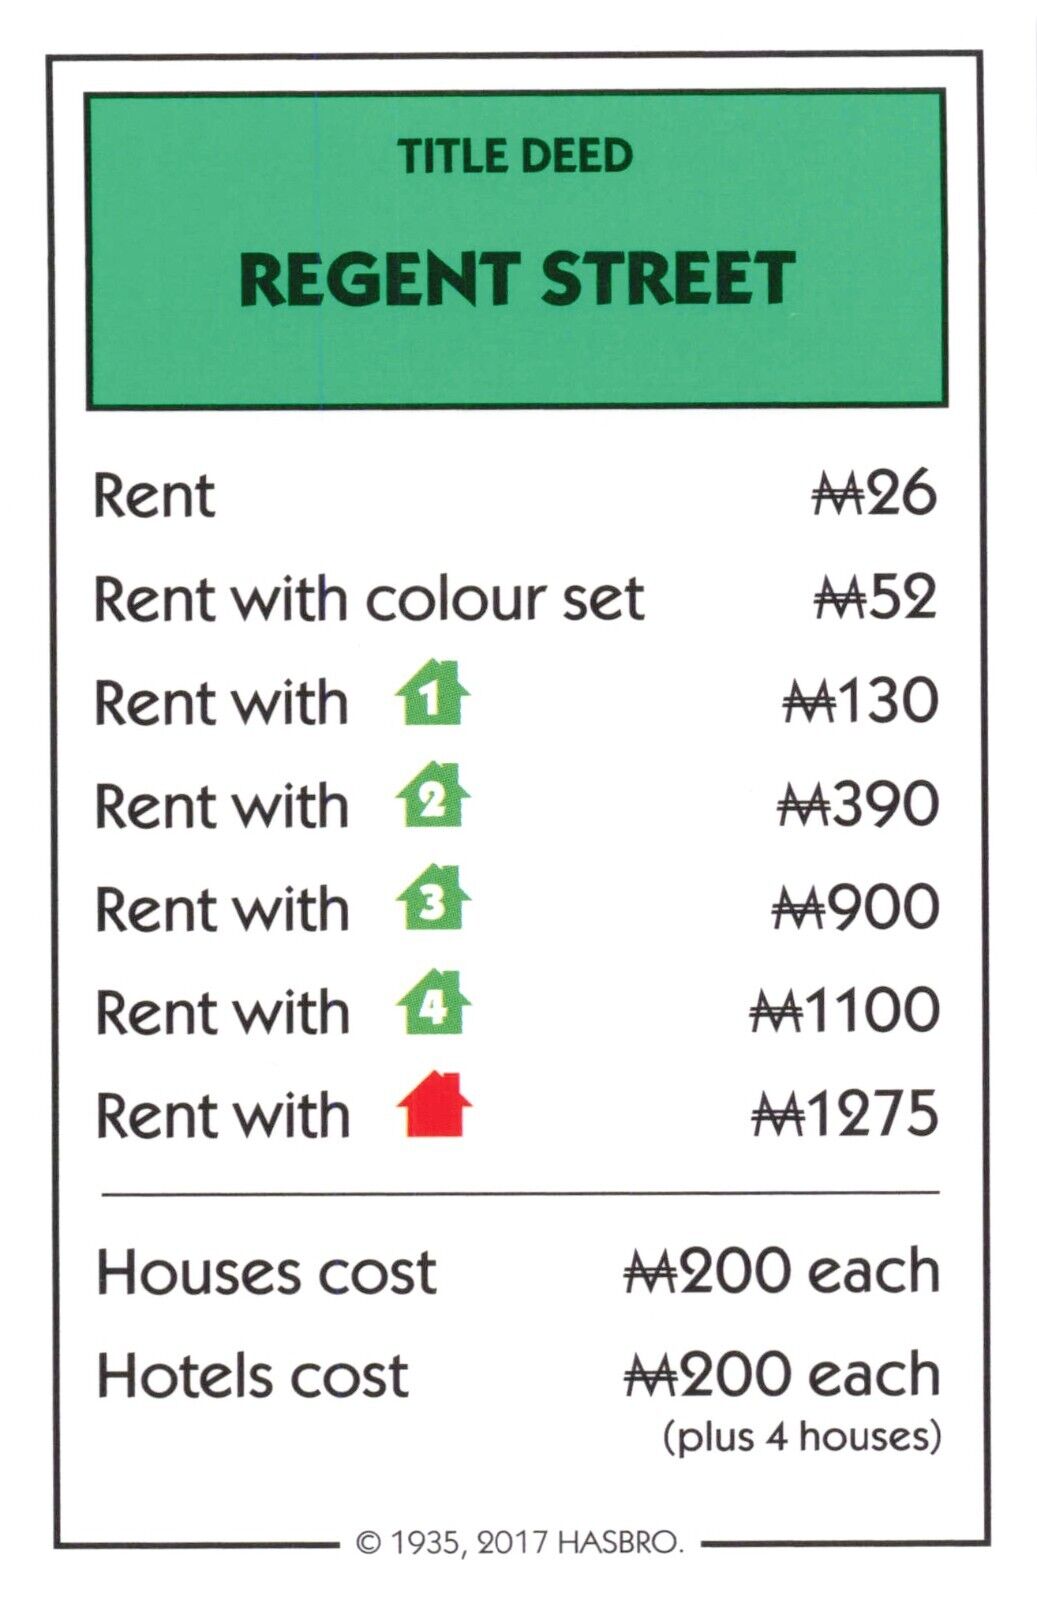 TITLE DEED
REGENT STREET
Rent ₩26
Rent with colour set ₩52
Rent with 1 ₩130
Rent with 2 ₩390
Rent with 3 ₩900
Rent with 4 ₩1100
Rent with ₩1275
Houses cost ₩200 each
Hotels cost ₩200 each
(plus 4 houses)
© 1935, 2017 HASBRO.